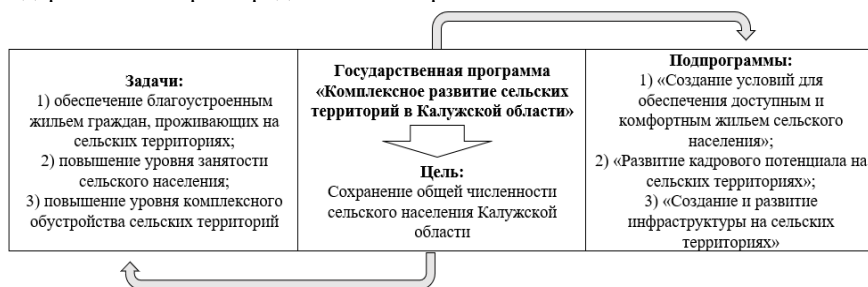 Задачи:
1) обеспечение благоустроенным
жильем граждан, проживающих на
сельских территориях;
2) повышение уровня занятости
сельского населения;
3) повышение уровня комплексного
обустройства сельских территорий
Государственная программа
«Комплексное развитие сельских
территорий в Калужской области»
Цель:
Сохранение общей численности
сельского населения Калужской
области
Подпрограммы:
1) «Создание условий для
обеспечения доступным и
комфортным жильем сельского
населения»;
2) «Развитие кадрового потенциала на
сельских территориях»;
3) «Создание и развитие
инфраструктуры на сельских
территориях»